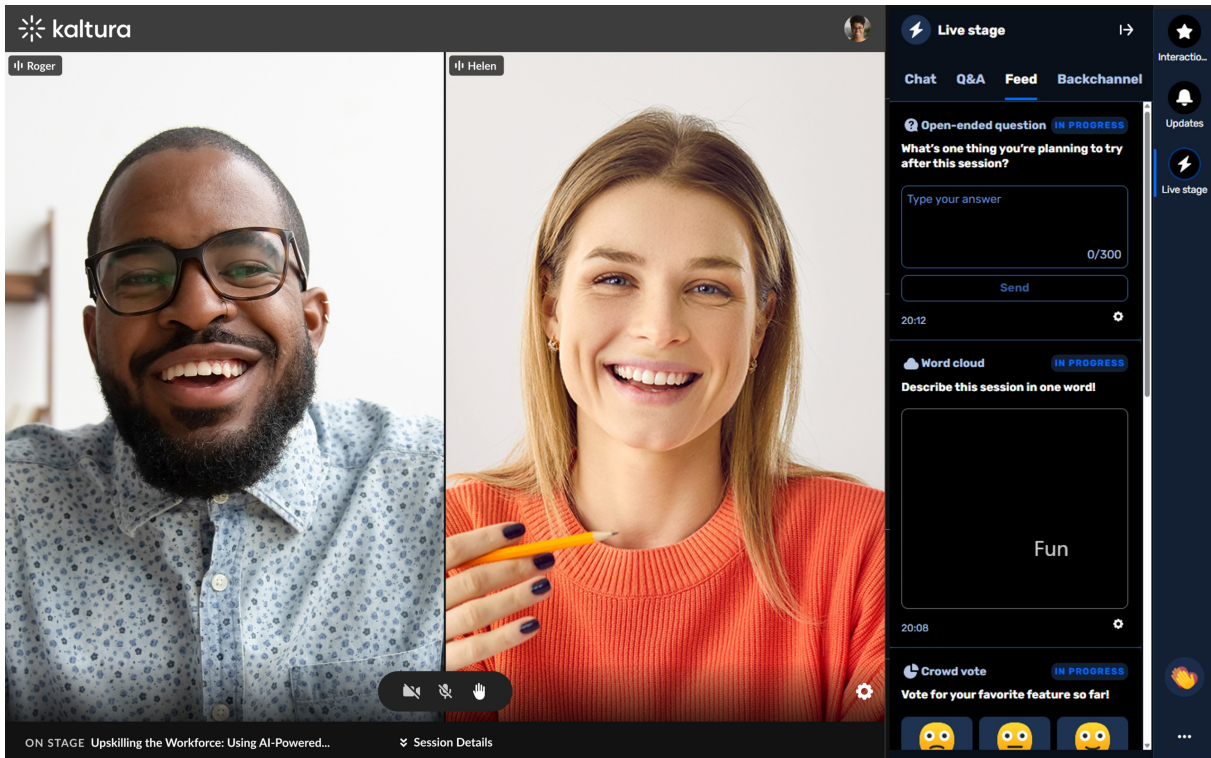 kaltura
Roger
Helen
ON STAGE Upskilling the Workforce: Using AI-Powered...
Session Details
Live stage
Chat Q&A Feed Backchannel
Open-ended question IN PROGRESS
What's one thing you're planning to try
after this session?
Type your answer
0/300
Send
20:12
Word cloud IN PROGRESS
Describe this session in one word!
Fun
20:08
Crowd vote IN PROGRESS
Vote for your favorite feature so far!
Interactio...
Updates
Live stage